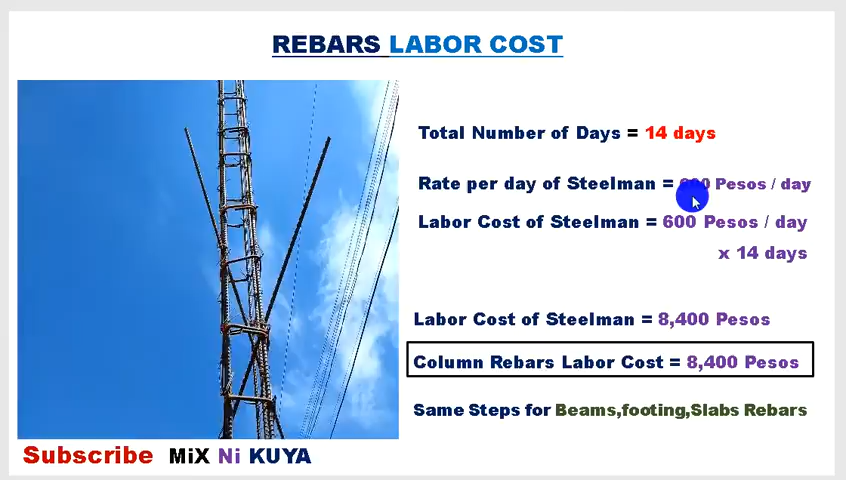 REBARS LABOR COST
Total Number of Days = 14 days
Rate per day of Steelman = Pesos / day
Labor Cost of Steelman = 600 Pesos / day
x 14 days
Labor Cost of Steelman = 8,400 Pesos
Column Rebars Labor Cost = 8,400 Pesos
Same Steps for Beams,footing,Slabs Rebars
Subscribe MiX Ni KUYA